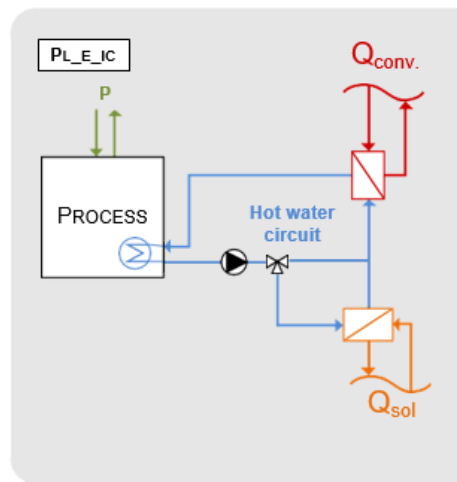 PL_E_IC
P
Qconv.
PROCESS
Hot water
circuit
Qsol